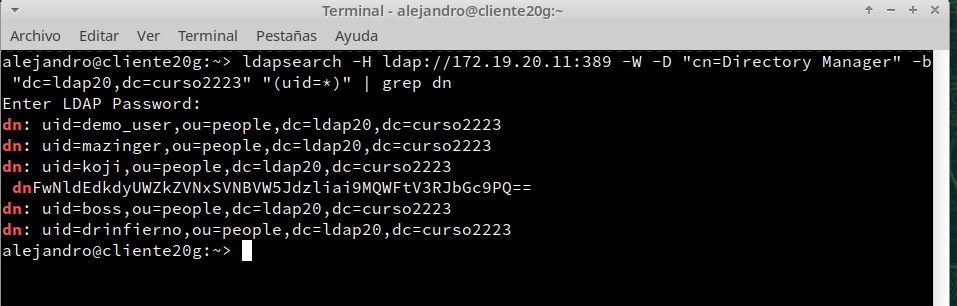 Terminal - alejandro@cliente20g:~
Archivo Editar Ver Terminal Pestañas Ayuda
alejandro@cliente20g:~> ldapsearch -H ldap://172.19.20.11:389 -W -D "cn=Directory Manager" -b
"dc=ldap20,dc=curso2223" "(uid=*)" | grep dn
Enter LDAP Password:
dn: uid=demo_user,ou=people,dc=ldap20,dc=curso2223
dn: uid=mazinger,ou=people,dc=ldap20,dc=curso2223
dn: uid=koji,ou=people,dc=ldap20,dc=curso2223
dnFwNldEdkdyUWZkZVNxSVNBVW5Jdzliai9MQWFtV3RJbGc9PQ==
dn: uid=boss,ou=people,dc=ldap20,dc=curso2223
dn: uid=drinfierno,ou=people,dc=ldap20,dc=curso2223
alejandro@cliente20g:~>